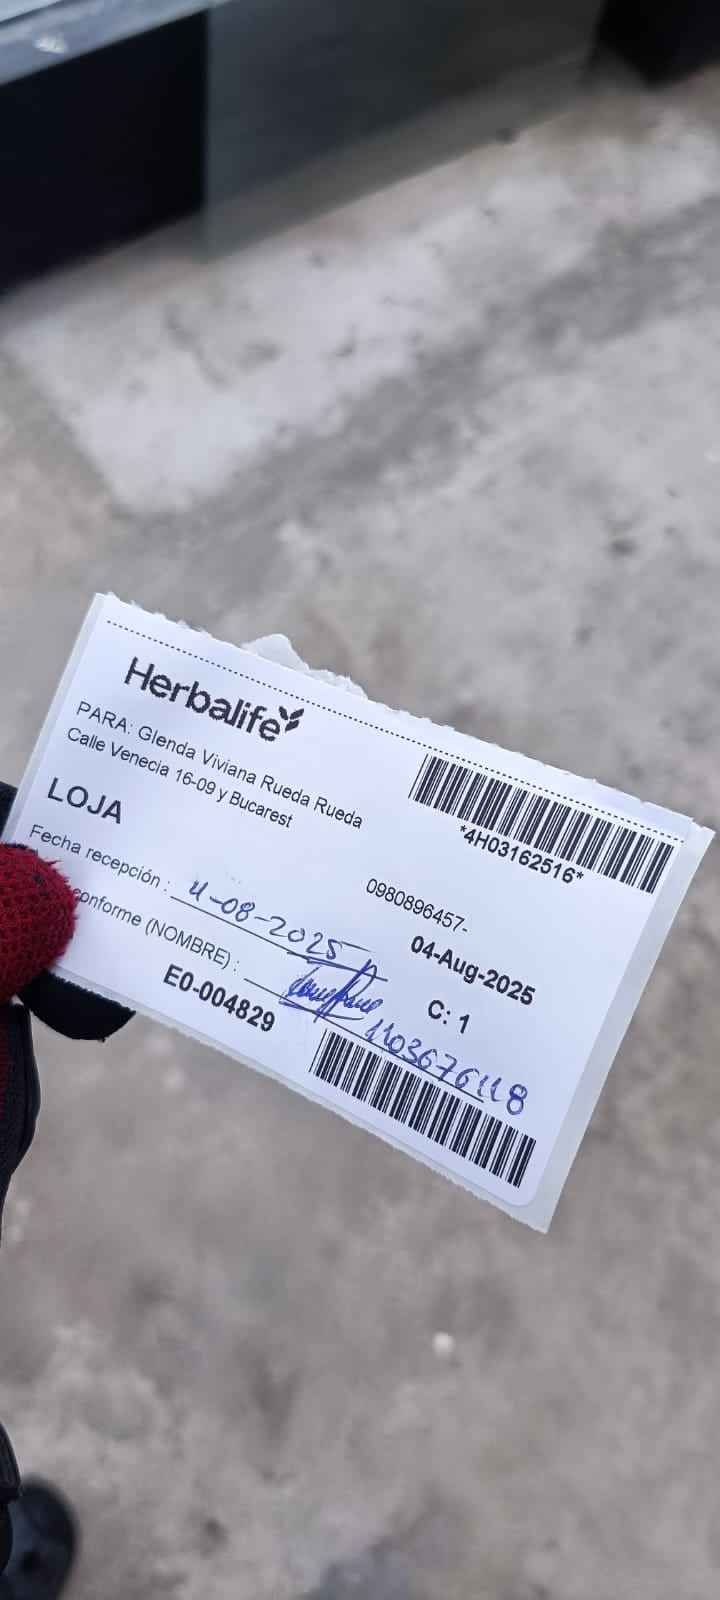 Herbalife
PARA: Glenda Viviana Rueda Rueda
Calle Venecia 16-09 y Bucarest
*4H03162516*
LOJA
0980896457-
Fecha recepción : 4-08-2025
04-Aug-2025
conforme (NOMBRE) :
C: 1
E0-004829
1103676118